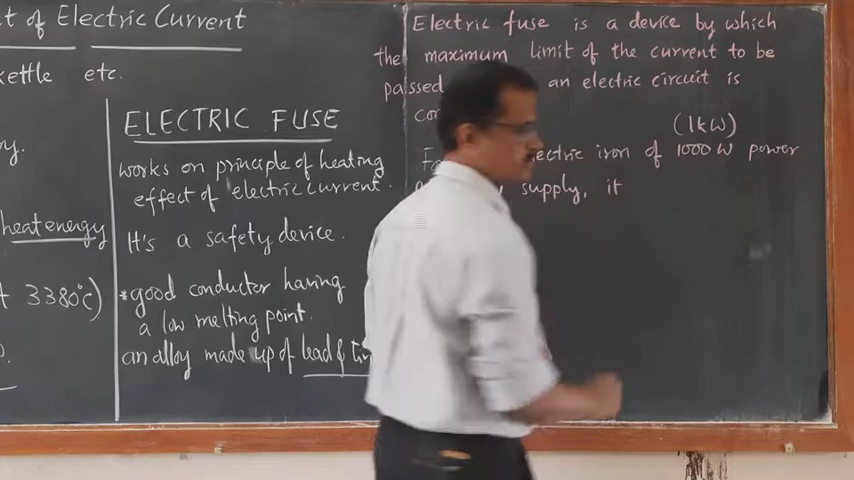 t of Electric Current
kettle etc.
y.
heat energy
t 3380°C)
ELECTRIC FUSE
works on principle of heating
effect of electric current.
It's a safety device.
*good conductor having
a low melting point.
an alloy made up of lead &
Electric fuse is a device by which
the maximum limit of the current to be
passed an electric circuit is
(1kW)
electric iron of 1000W power
supply, it